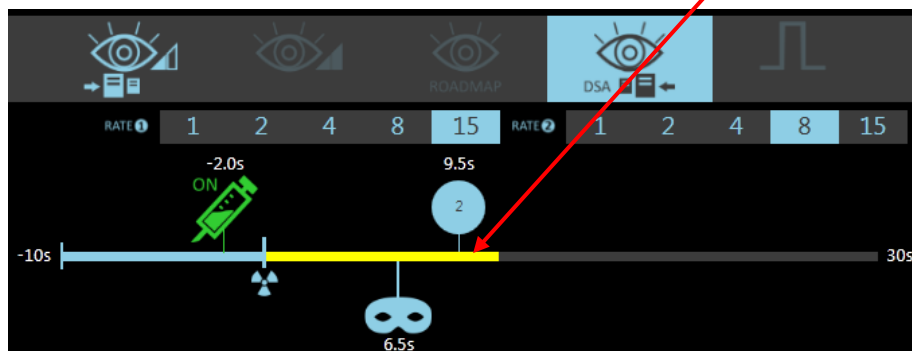 ROADMAP
DSA
RATE 1 1 2 4 8 15 RATE 2 1 2 4 8 15
-2.0s 9.5s
ON
2
-10s 30s
6.5s